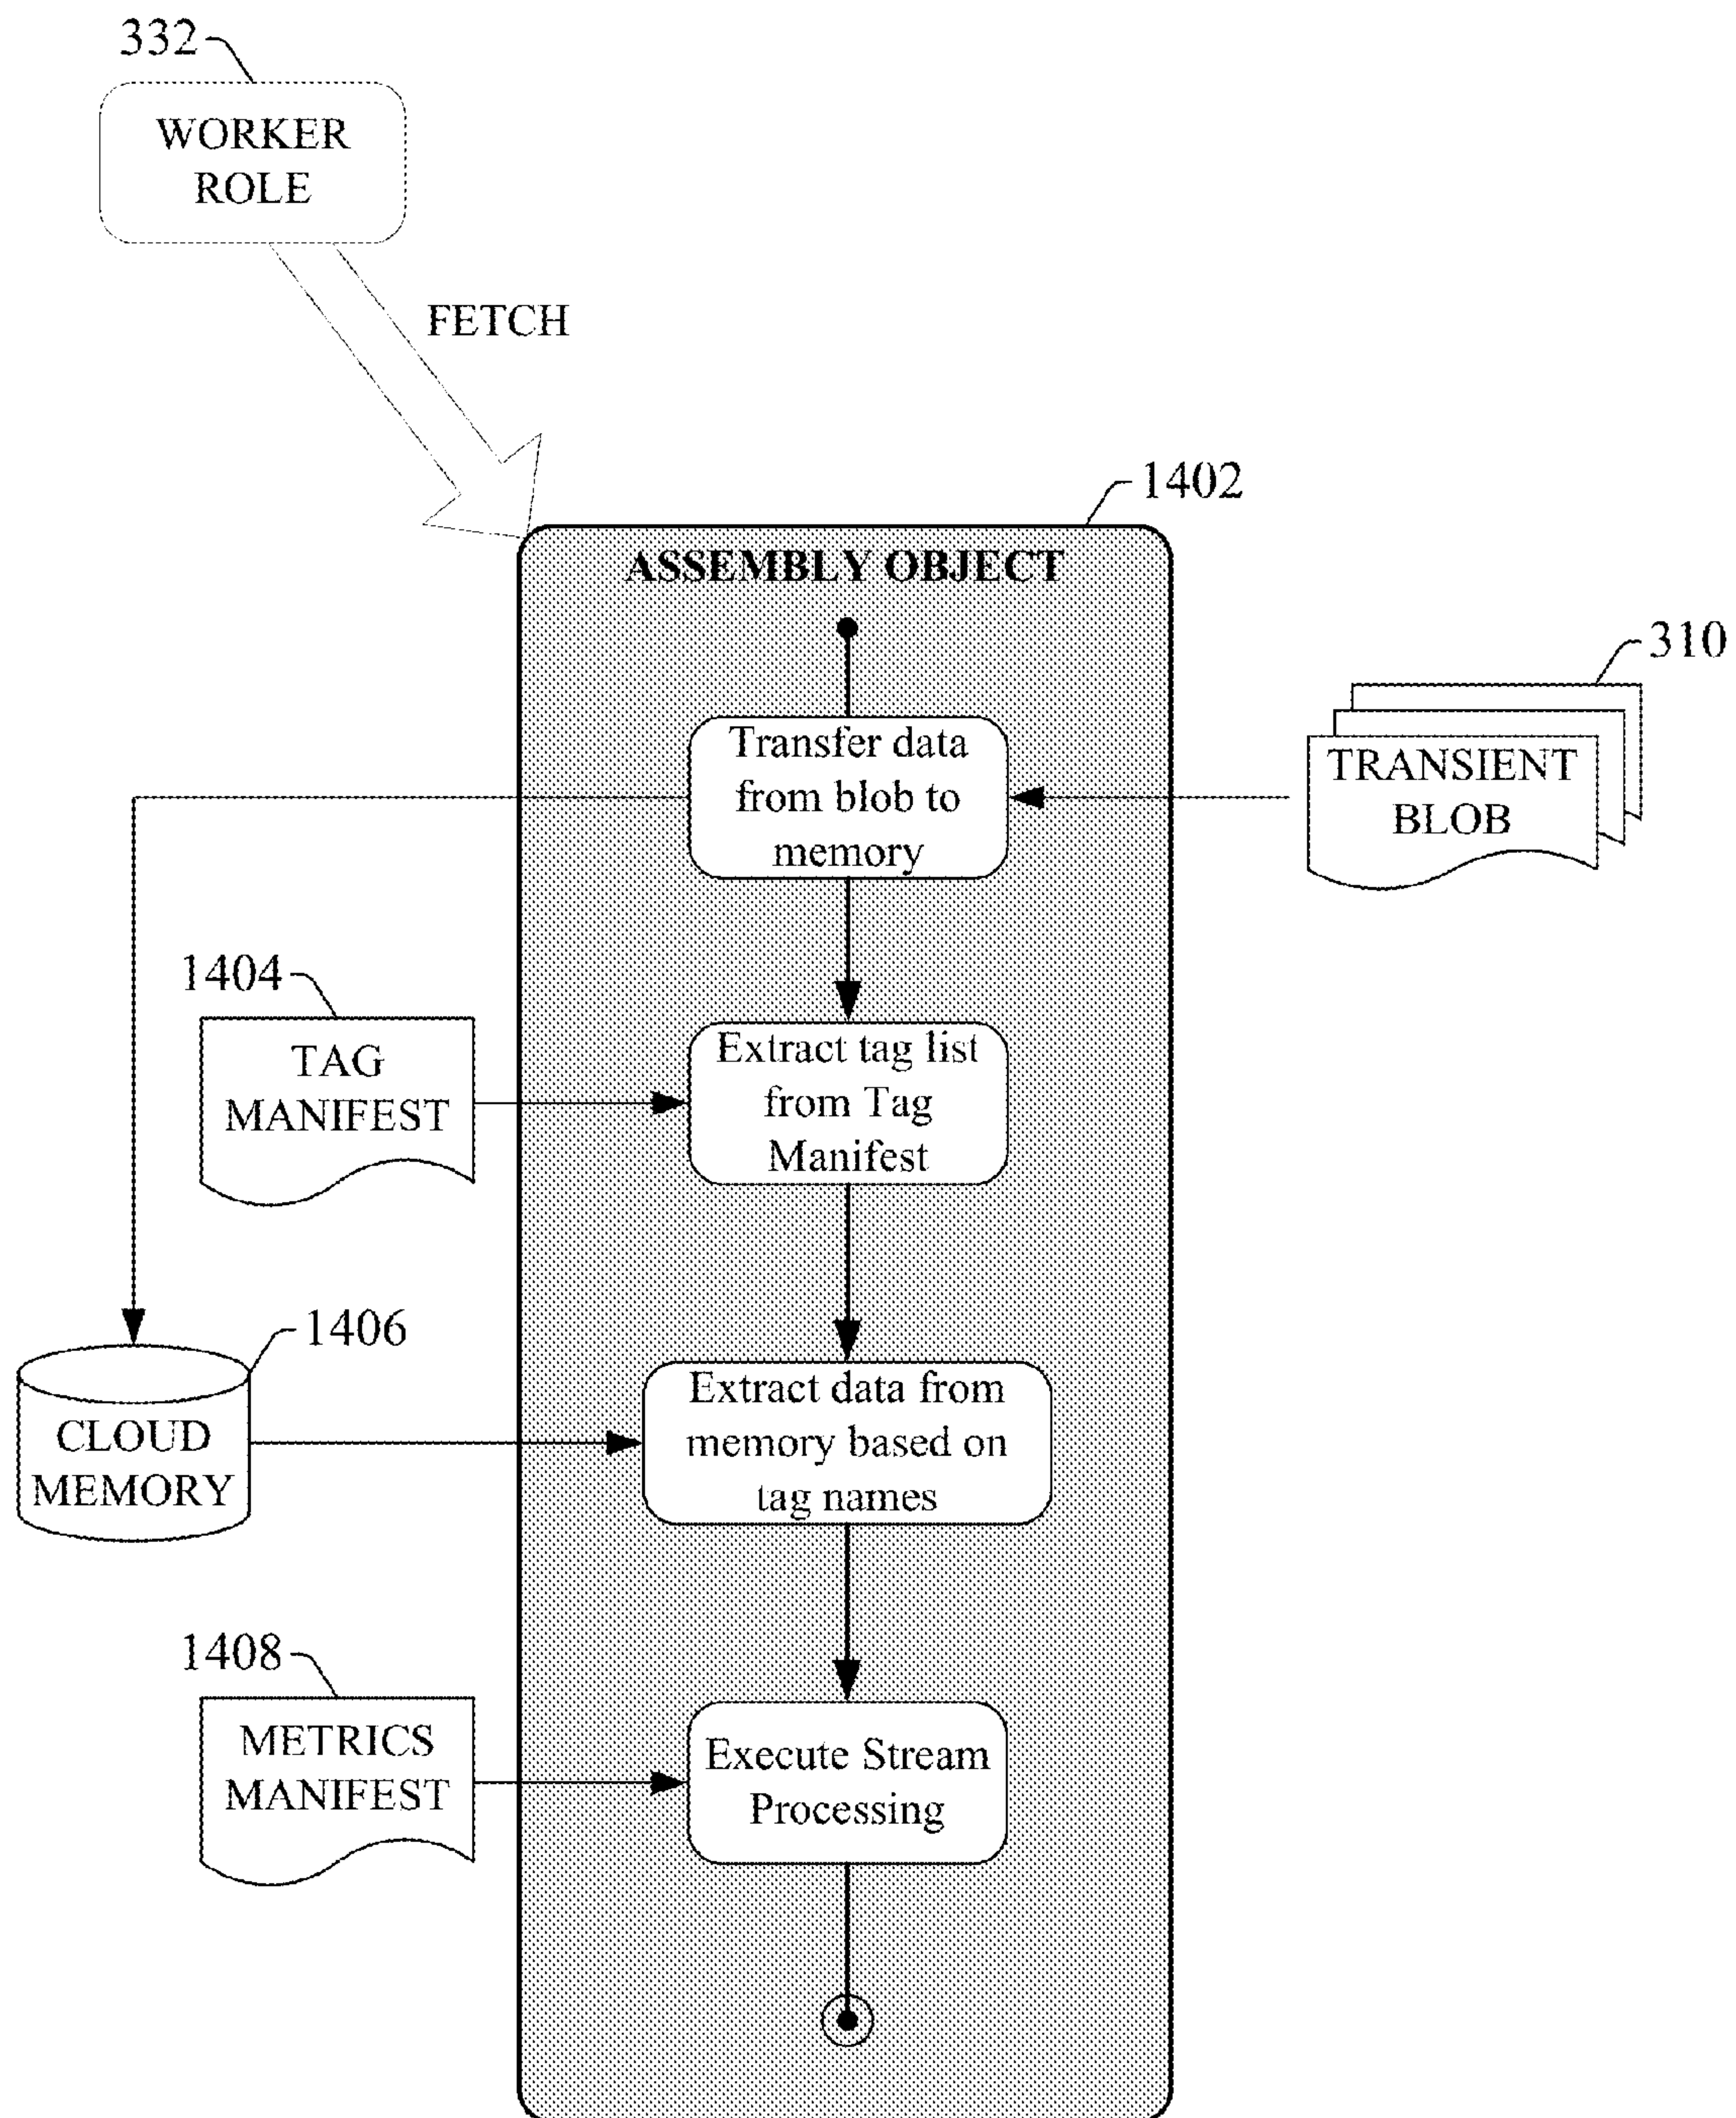 332
WORKER
ROLE
FETCH
1402
ASSEMBLY OBJECT
310
Transfer data
from blob to
memory
TRANSIENT
BLOB
1404
TAG
MANIFEST
Extract tag list
from Tag
Manifest
1406
CLOUD
MEMORY
Extract data from
memory based on
tag names
1408
METRICS
MANIFEST
Execute Stream
Processing